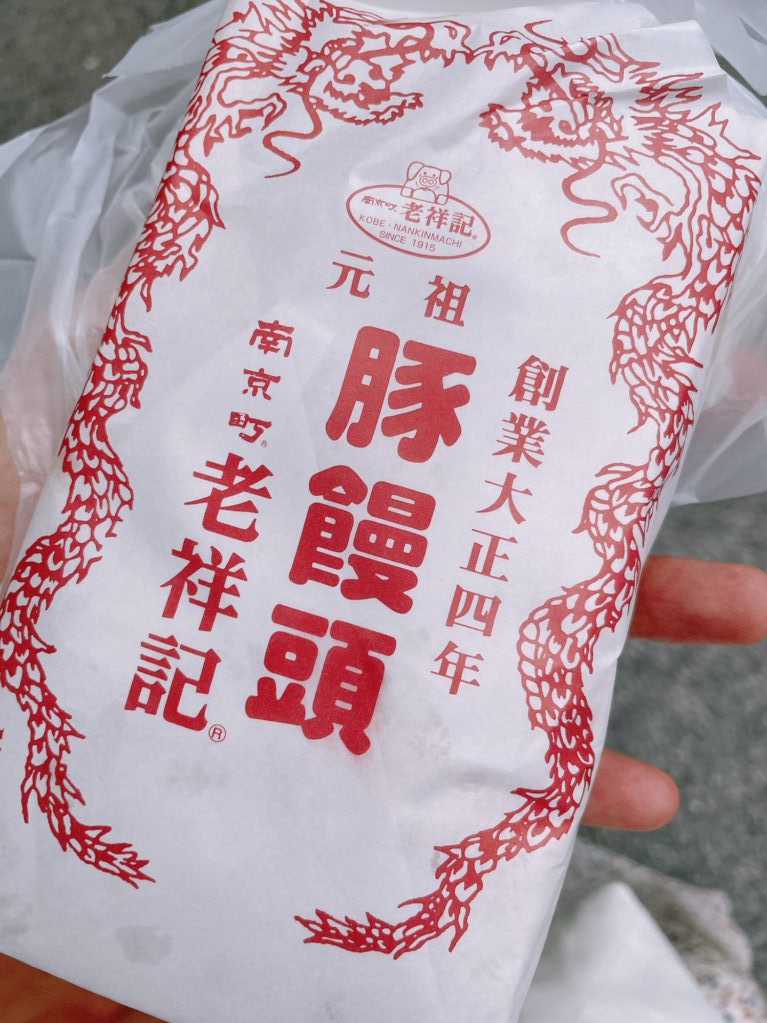 南京町 老祥記®
KOBE・NANKINMACHI
SINCE 1915
元祖
創業大正四年
豚饅頭
南京町® 老祥記®